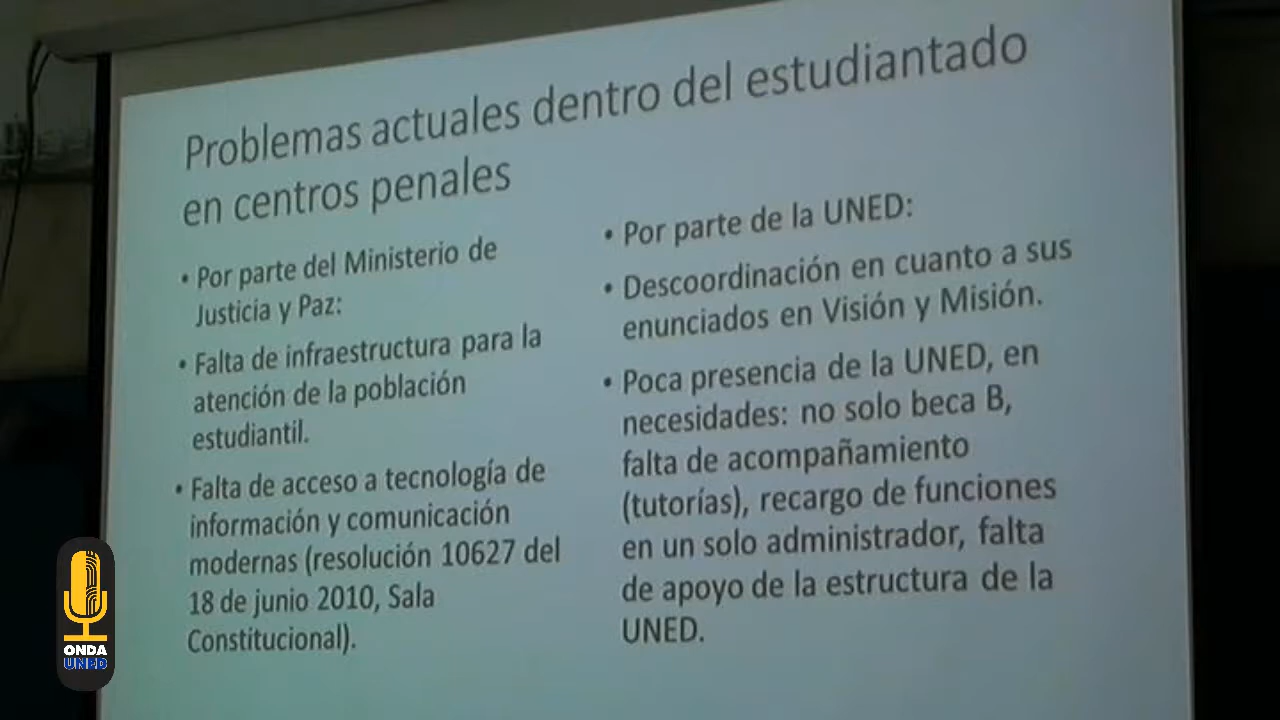 Problemas actuales dentro del estudiantado
en centros penales
• Por parte del Ministerio de
Justicia y Paz:
• Falta de infraestructura para la
atención de la población
estudiantil.
• Falta de acceso a tecnología de
información y comunicación
modernas (resolución 10627 del
18 de junio 2010, Sala
Constitucional).
• Por parte de la UNED:
• Descoordinación en cuanto a sus
enunciados en Visión y Misión.
• Poca presencia de la UNED, en
necesidades: no solo beca B,
falta de acompañamiento
(tutorías), recargo de funciones
en un solo administrador, falta
de apoyo de la estructura de la
UNED.
ONDA
UNED